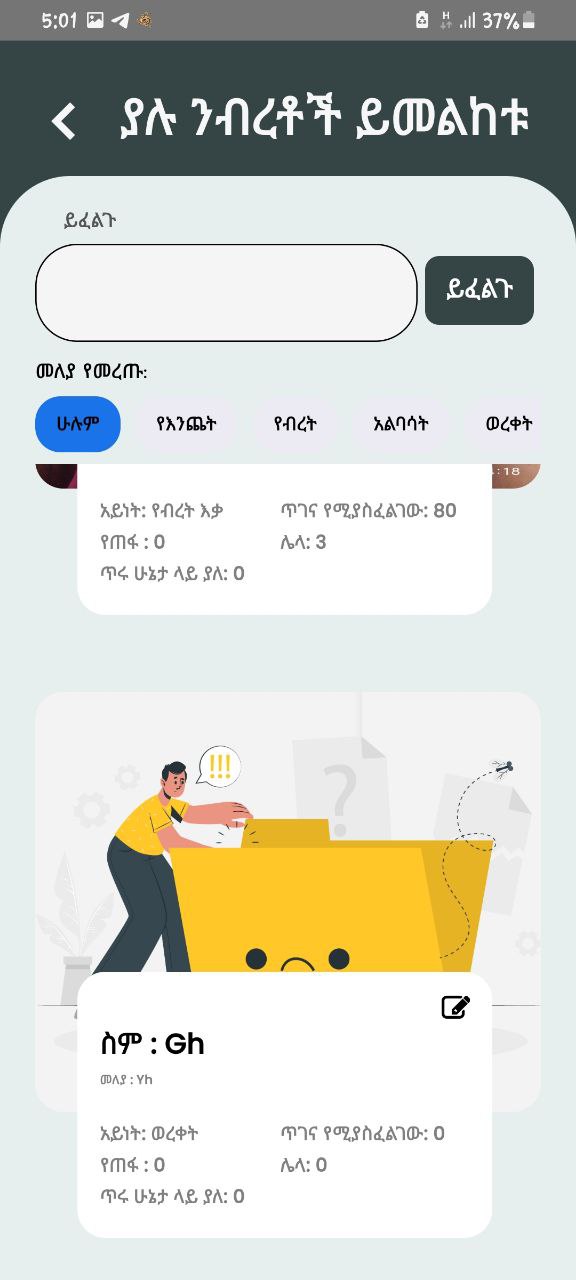 5:01 H 37%
ያሉ ንብረቶች ይመልከቱ
ይፈልጉ
ይፈልጉ
መለያ የመረጡ:
ሁሉም የእንጨት የብረት አልባሳት ወረቀት
:18
አይነት: የብረት እቃ ጥገና የሚያስፈልገው: 80
የጠፋ : 0 ሌላ: 3
ጥሩ ሁኔታ ላይ ያለ: 0
!!!
?
ስም : Gh
መለያ : Yh
አይነት: ወረቀት ጥገና የሚያስፈልገው: 0
የጠፋ : 0 ሌላ: 0
ጥሩ ሁኔታ ላይ ያለ: 0